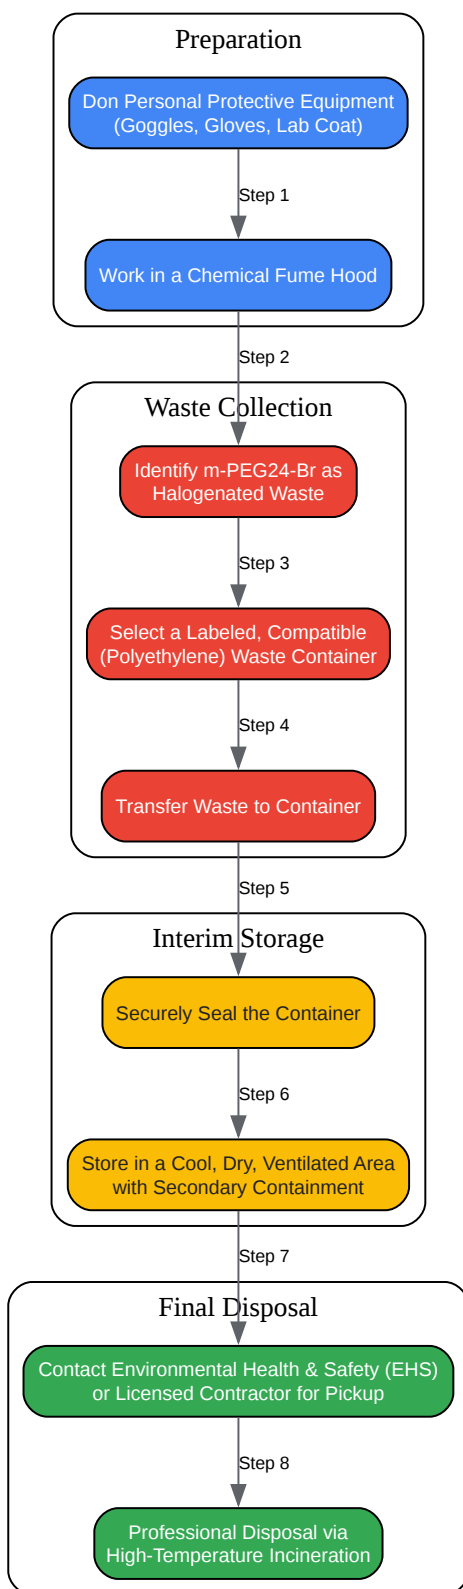 Preparation
Don Personal Protective Equipment
(Goggles, Gloves, Lab Coat)
Step 1
Work in a Chemical Fume Hood
Step 2
Waste Collection
Identify m-PEG24-Br as
Halogenated Waste
Step 3
Select a Labeled, Compatible
(Polyethylene) Waste Container
Step 4
Transfer Waste to Container
Step 5
Interim Storage
Securely Seal the Container
Step 6
Store in a Cool, Dry, Ventilated Area
with Secondary Containment
Step 7
Final Disposal
Contact Environmental Health & Safety (EHS)
or Licensed Contractor for Pickup
Step 8
Professional Disposal via
High-Temperature Incineration